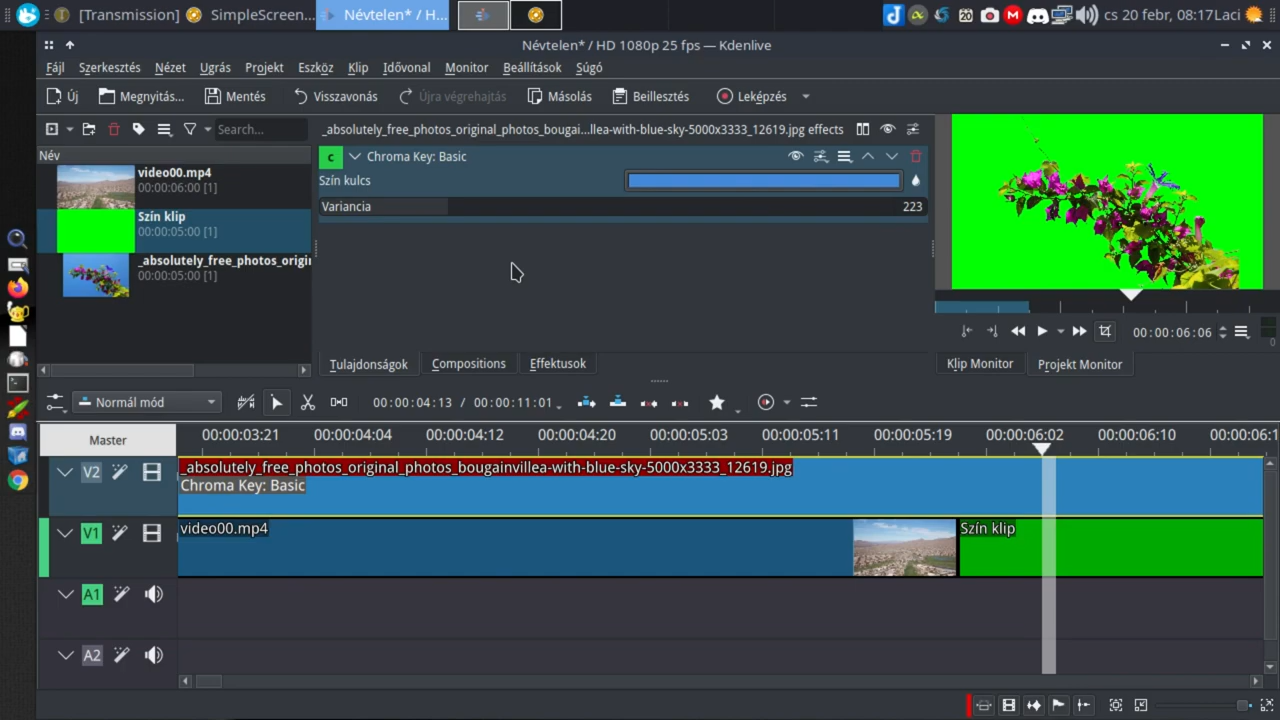 [Transmission]
SimpleScreen...
Névtelen* / H...
20
cs 20 febr, 08:17
Laci
Névtelen* / HD 1080p 25 fps — Kdenlive
Fájl Szerkesztés Nézet Ugrás Projekt Eszköz Klip Idővonal Monitor Beállítások Súgó
Új Megnyitás... Mentés Visszavonás Újra végrehajtás Másolás Beillesztés Leképzés
Search...
_absolutely_free_photos_original_photos_bougai...llea-with-blue-sky-5000x3333_12619.jpg effects
Név
video00.mp4
00:00:06:00 [1]
Szín klip
00:00:05:00 [1]
_absolutely_free_photos_origi
00:00:05:00 [1]
c Chroma Key: Basic
Szín kulcs
Variancia 223
00:00:06:06
0
Tulajdonságok Compositions Effektusok
Klip Monitor Projekt Monitor
Normál mód
00:00:04:13 / 00:00:11:01
Master
00:00:03:21 00:00:04:04 00:00:04:12 00:00:04:20 00:00:05:03 00:00:05:11 00:00:05:19 00:00:06:02 00:00:06:10 00:00:06:1
V2
_absolutely_free_photos_original_photos_bougainvillea-with-blue-sky-5000x3333_12619.jpg
Chroma Key: Basic
V1
video00.mp4
Szín klip
A1
A2